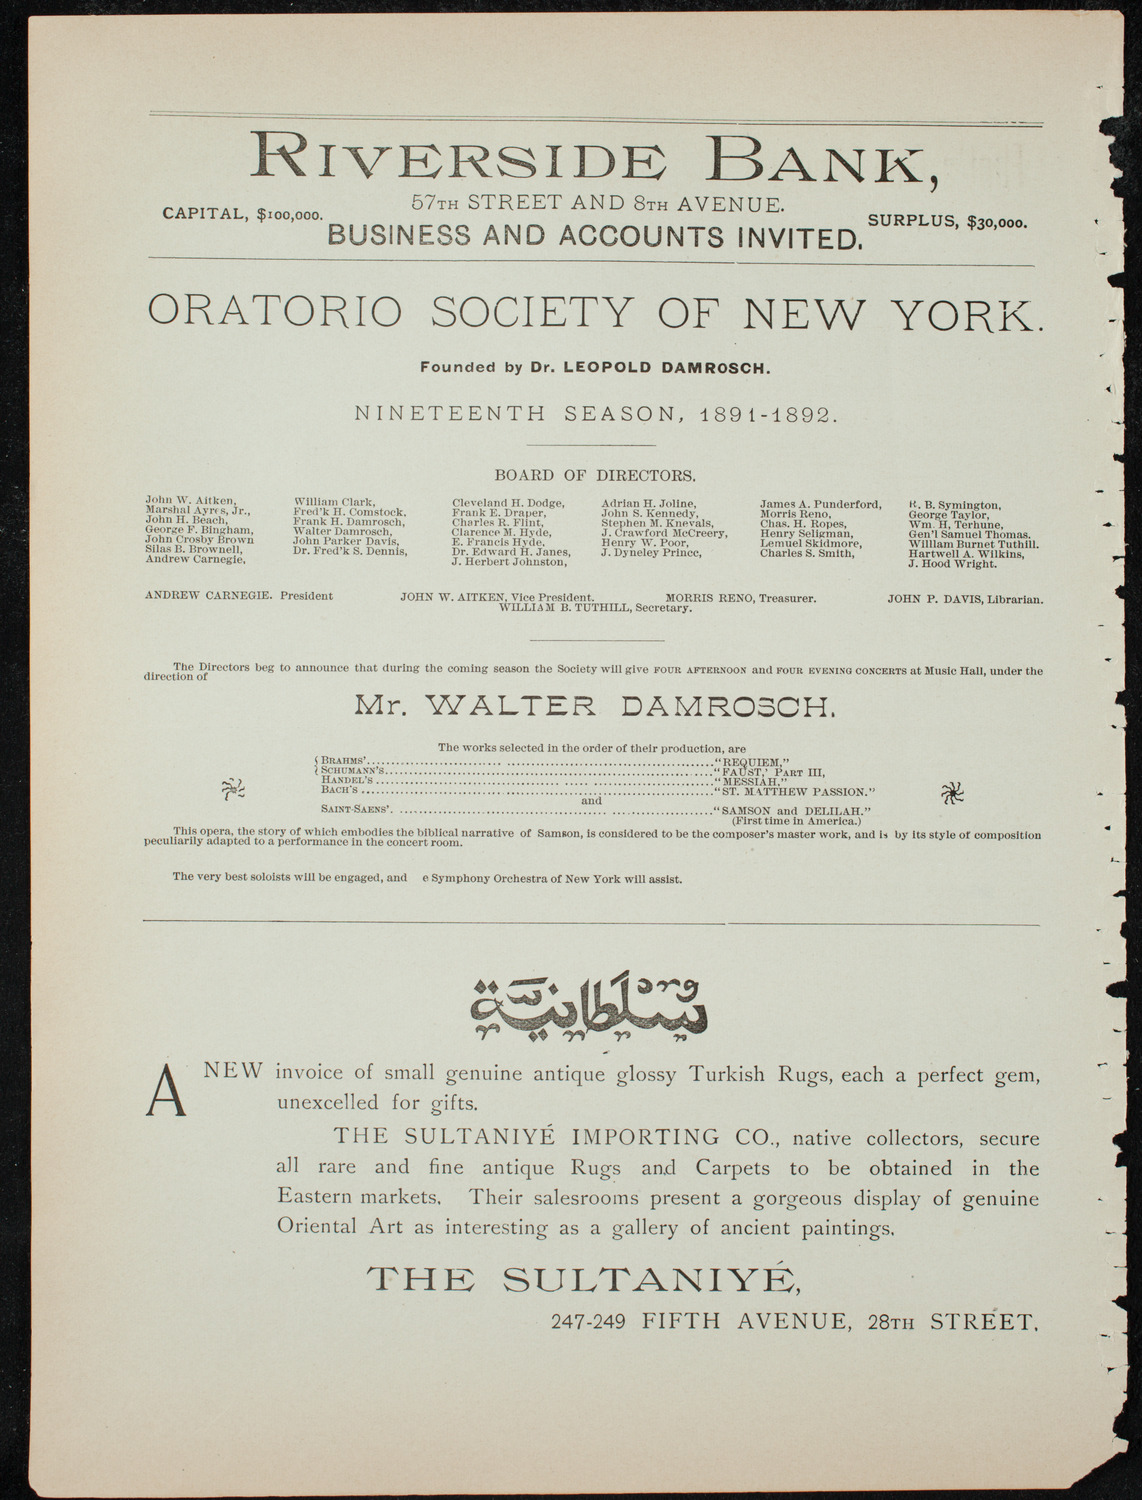 RIVERSIDE BANK,
57TH STREET AND 8TH AVENUE.
CAPITAL, $100,000.
SURPLUS, $30,000.
BUSINESS AND ACCOUNTS INVITED.
ORATORIO SOCIETY OF NEW YORK.
Founded by Dr. LEOPOLD DAMROSCH.
NINETEENTH SEASON, 1891-1892.
BOARD OF DIRECTORS.
John W. Aitken,
Marshal Ayres, Jr.,
John H. Beach,
George F. Bingham,
John Crosby Brown
Silas B. Brownell,
Andrew Carnegie,
William Clark,
Fred'k H. Comstock,
Frank H. Damrosch,
Walter Damrosch,
John Parker Davis,
Dr. Fred'k S. Dennis,
Cleveland H. Dodge,
Frank E. Draper,
Charles R. Flint,
Clarence M. Hyde,
E. Francis Hyde,
Dr. Edward H. Janes,
J. Herbert Johnston,
Adrian H. Joline,
John S. Kennedy,
Stephen M. Knevals,
J. Crawford McCreery,
Henry W. Poor,
J. Dyneley Prince,
James A. Punderford,
Morris Reno,
Chas. H. Ropes,
Henry Seligman,
Lemuel Skidmore,
Charles S. Smith,
R. B. Symington,
George Taylor,
Wm. H, Terhune,
Gen'l Samuel Thomas.
William Burnet Tuthill.
Hartwell A. Wilkins,
J. Hood Wright.
ANDREW CARNEGIE. President JOHN W. AITKEN, Vice President. MORRIS RENO, Treasurer. JOHN P. DAVIS, Librarian.
WILLIAM B. TUTHILL, Secretary.
The Directors beg to announce that during the coming season the Society will give FOUR AFTERNOON and FOUR EVENING CONCERTS at Music Hall, under the
direction of
Mr. WALTER DAMROSCH.
The works selected in the order of their production, are
BRAHMS'. "REQUIEM,"
SCHUMANN'S "FAUST,' PART III,
HANDEL'S "MESSIAH,"
BACH'S "ST. MATTHEW PASSION."
and
SAINT-SAENS'. "SAMSON and DELILAH."
(First time in America.)
This opera, the story of which embodies the biblical narrative of Samson, is considered to be the composer's master work, and is by its style of composition
peculiarily adapted to a performance in the concert room.
The very best soloists will be engaged, and e Symphony Orchestra of New York will assist.
سلطانية
A NEW invoice of small genuine antique glossy Turkish Rugs, each a perfect gem,
unexcelled for gifts.
THE SULTANIYÉ IMPORTING CO., native collectors, secure
all rare and fine antique Rugs and Carpets to be obtained in the
Eastern markets. Their salesrooms present a gorgeous display of genuine
Oriental Art as interesting as a gallery of ancient paintings.
THE SULTANIYÉ,
247-249 FIFTH AVENUE, 28TH STREET.